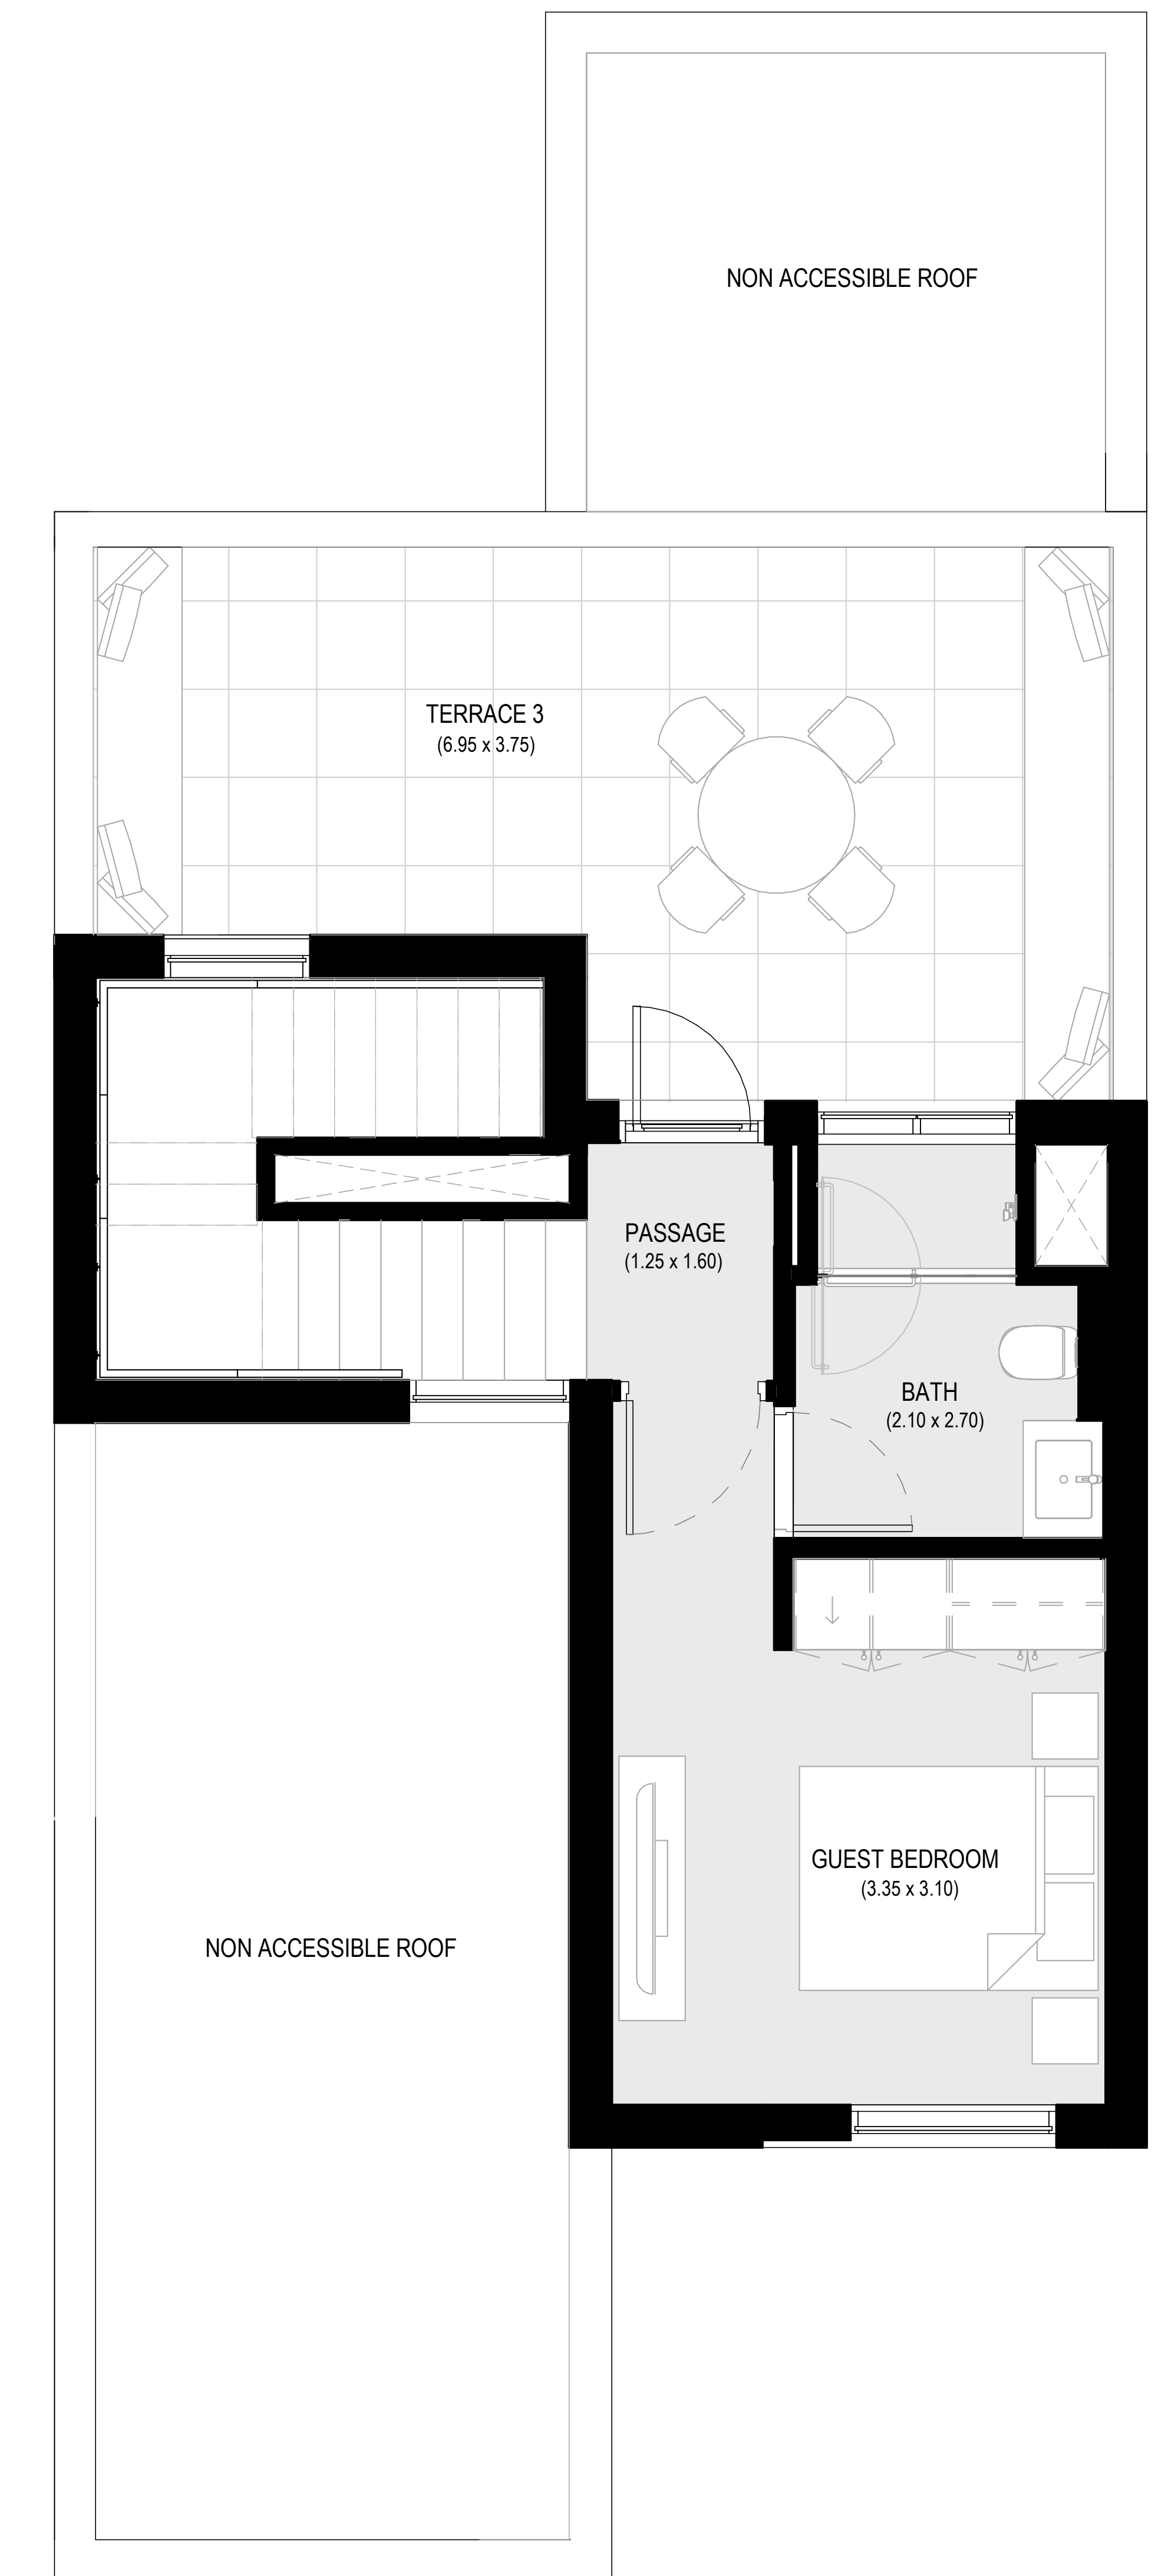 NON ACCESSIBLE ROOF
TERRACE 3
(6.95 x 3.75)
PASSAGE
(1.25 x 1.60)
BATH
(2.10 x 2.70)
GUEST BEDROOM
(3.35 x 3.10)
NON ACCESSIBLE ROOF